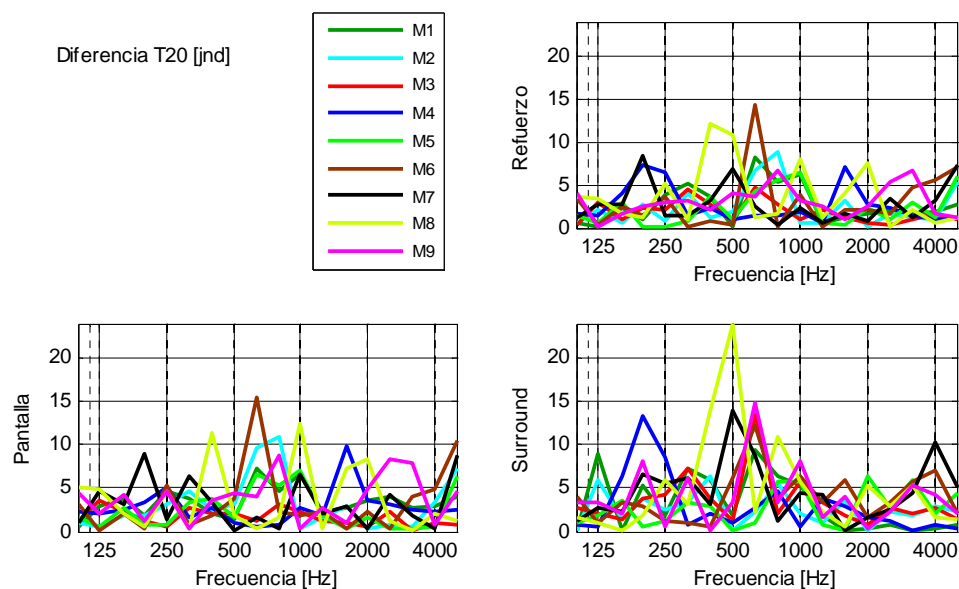 Diferencia T20 [jnd]
M1
M2
M3
M4
M5
M6
M7
M8
M9
Refuerzo
20
15
10
5
0
125 250 500 1000 2000 4000
Frecuencia [Hz]
Pantalla
20
15
10
5
0
125 250 500 1000 2000 4000
Frecuencia [Hz]
Surround
20
15
10
5
0
125 250 500 1000 2000 4000
Frecuencia [Hz]